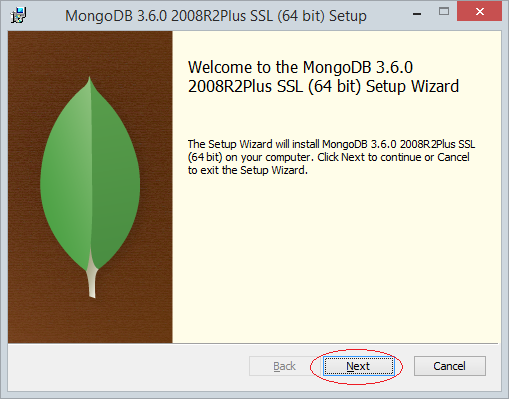 MongoDB 3.6.0 2008R2Plus SSL (64 bit) Setup
Welcome to the MongoDB 3.6.0
2008R2Plus SSL (64 bit) Setup Wizard
The Setup Wizard will install MongoDB 3.6.0 2008R2Plus SSL
(64 bit) on your computer. Click Next to continue or Cancel
to exit the Setup Wizard.
Back Next Cancel